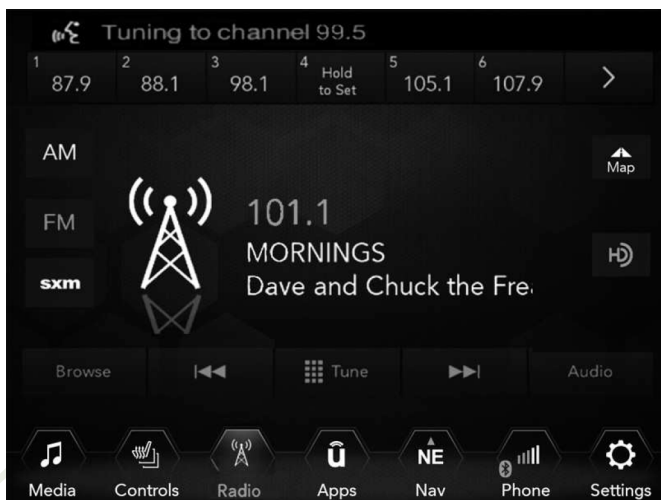 Tuning to channel 99.5
1 87.9 2 88.1 3 98.1 4 Hold to Set 5 105.1 6 107.9
AM
Map
101.1
FM
MORNINGS
HD
sxm
Dave and Chuck the Fre
Browse Tune Audio
û NE
Media Controls Radio Apps Nav Phone Settings